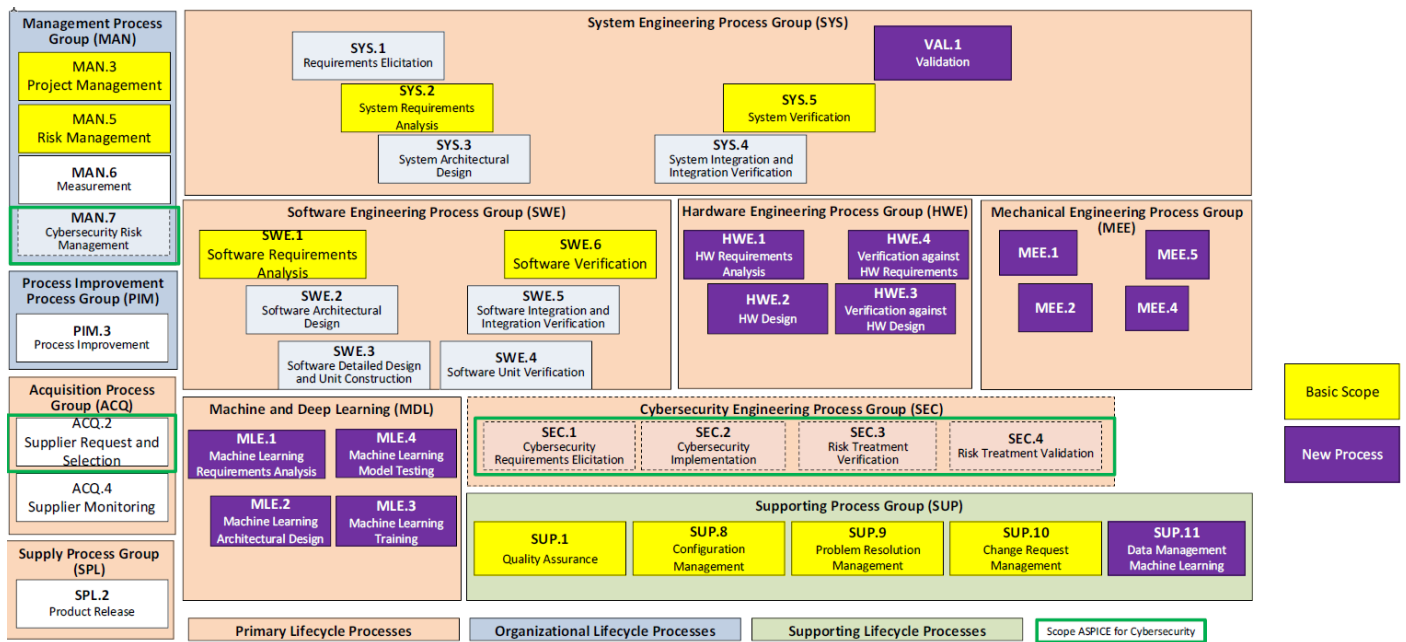 Management Process
Group (MAN)
MAN.3
Project Management
MAN.5
Risk Management
MAN.6
Measurement
MAN.7
Cybersecurity Risk
Management
Process Improvement
Process Group (PIM)
PIM.3
Process Improvement
Acquisition Process
Group (ACQ)
ACQ.2
Supplier Request and
Selection
ACQ.4
Supplier Monitoring
Supply Process Group
(SPL)
SPL.2
Product Release
System Engineering Process Group (SYS)
SYS.1
Requirements Elicitation
VAL.1
Validation
SYS.2
System Requirements
Analysis
SYS.5
System Verification
SYS.3
System Architectural
Design
SYS.4
System Integration and
Integration Verification
Software Engineering Process Group (SWE)
SWE.1
Software Requirements
Analysis
SWE.6
Software Verification
SWE.2
Software Architectural
Design
SWE.5
Software Integration and
Integration Verification
SWE.3
Software Detailed Design
and Unit Construction
SWE.4
Software Unit Verification
Hardware Engineering Process Group (HWE)
HWE.1
HW Requirements
Analysis
HWE.4
Verification against
HW Requirements
HWE.2
HW Design
HWE.3
Verification against
HW Design
Mechanical Engineering Process Group
(MEE)
MEE.1
MEE.5
MEE.2
MEE.4
Machine and Deep Learning (MDL)
MLE.1
Machine Learning
Requirements Analysis
MLE.4
Machine Learning
Model Testing
MLE.2
Machine Learning
Architectural Design
MLE.3
Machine Learning
Training
Cybersecurity Engineering Process Group (SEC)
SEC.1
Cybersecurity
Requirements Elicitation
SEC.2
Cybersecurity
Implementation
SEC.3
Risk Treatment
Verification
SEC.4
Risk Treatment Validation
Supporting Process Group (SUP)
SUP.1
Quality Assurance
SUP.8
Configuration
Management
SUP.9
Problem Resolution
Management
SUP.10
Change Request
Management
SUP.11
Data Management
Machine Learning
Basic Scope
New Process
Primary Lifecycle Processes
Organizational Lifecycle Processes
Supporting Lifecycle Processes
Scope ASPICE for Cybersecurity